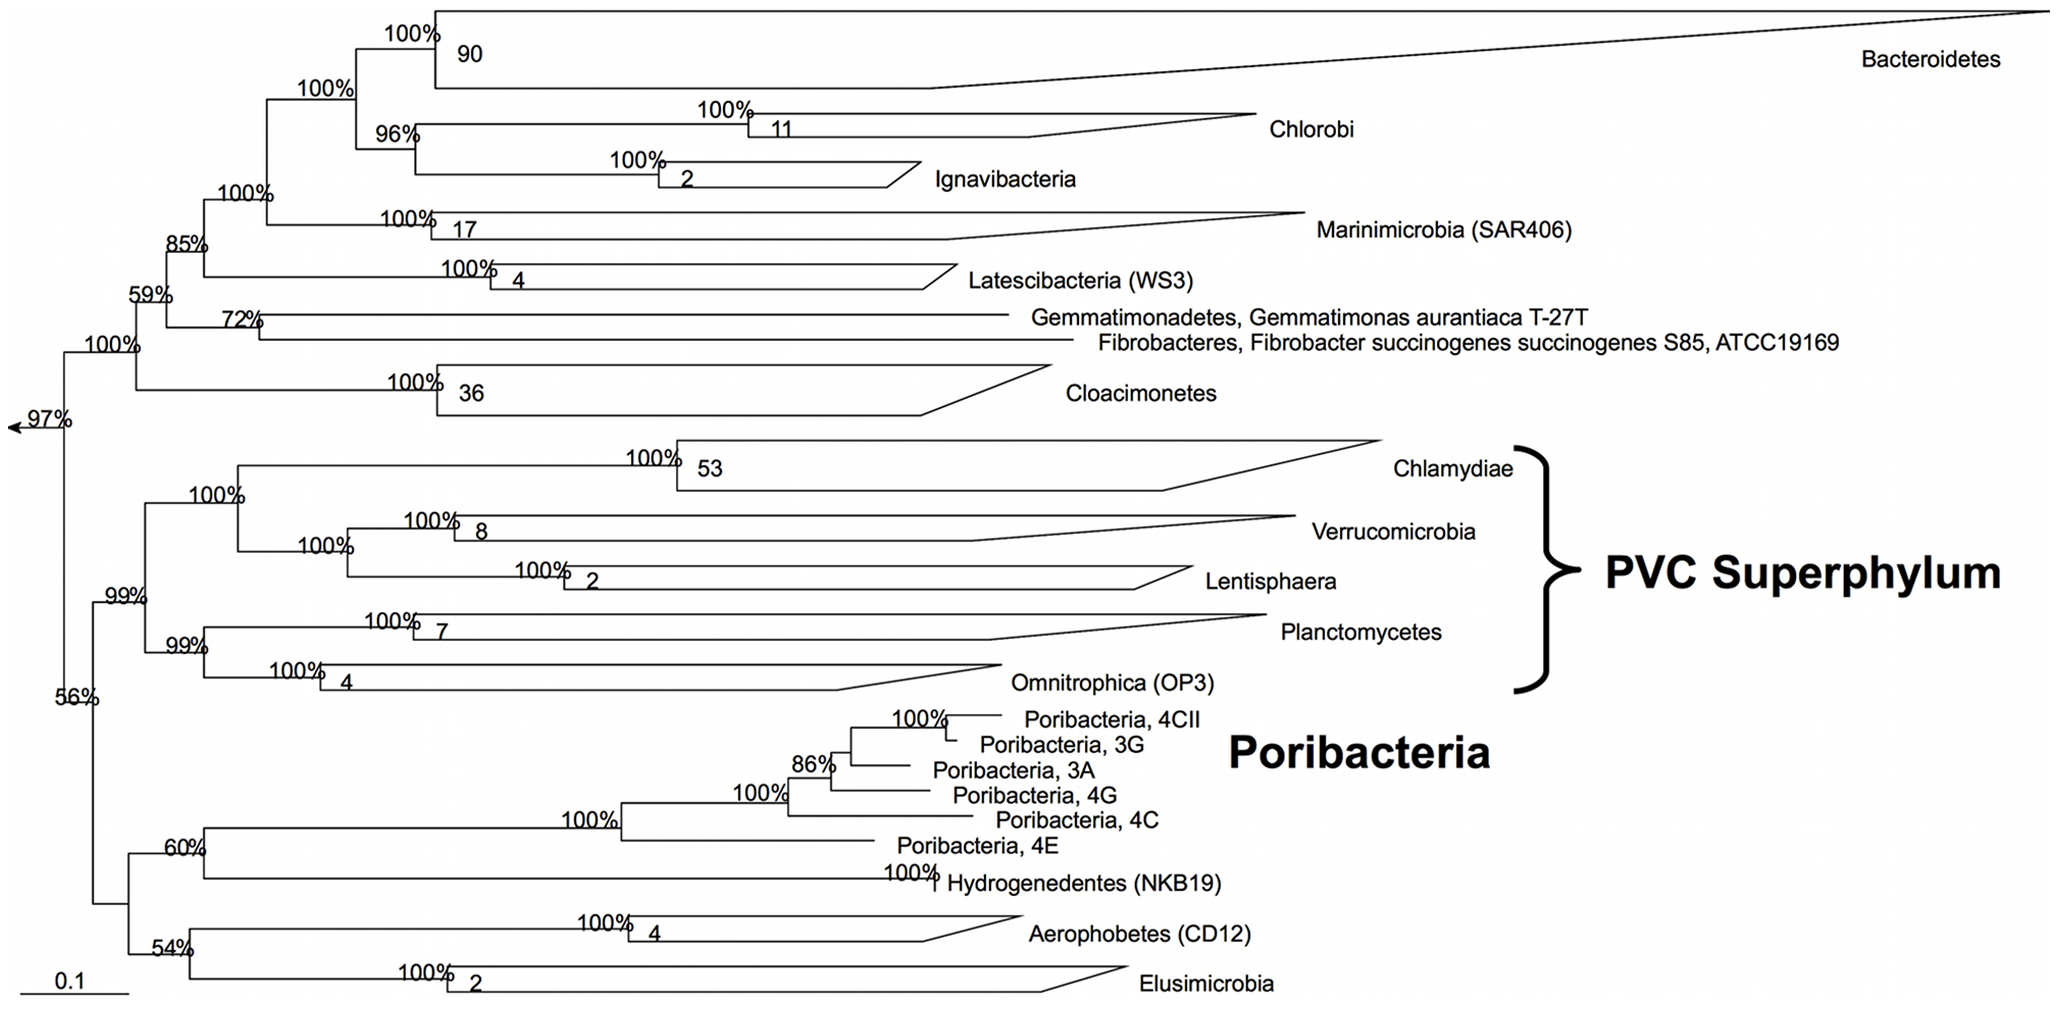 100%
90
Bacteroidetes
100%
100%
11
Chlorobi
96%
100%
2
Ignavibacteria
100%
100%
17
Marinimicrobia (SAR406)
85%
100%
4
Latescibacteria (WS3)
59%
72%
Gemmatimonadetes, Gemmatimonas aurantiaca T-27T
Fibrobacteres, Fibrobacter succinogenes succinogenes S85, ATCC19169
100%
100%
36
Cloacimonetes
97%
100%
53
Chlamydiae
100%
100%
8
Verrucomicrobia
100%
100%
2
Lentisphaera
PVC Superphylum
99%
100%
7
Planctomycetes
99%
100%
4
Omnitrophica (OP3)
56%
100%
Poribacteria, 4CII
Poribacteria, 3G
Poribacteria
86%
Poribacteria, 3A
100%
Poribacteria, 4G
100%
Poribacteria, 4C
60%
Poribacteria, 4E
100%
Hydrogenedentes (NKB19)
100%
4
Aerophobetes (CD12)
54%
100%
2
Elusimicrobia
0.1